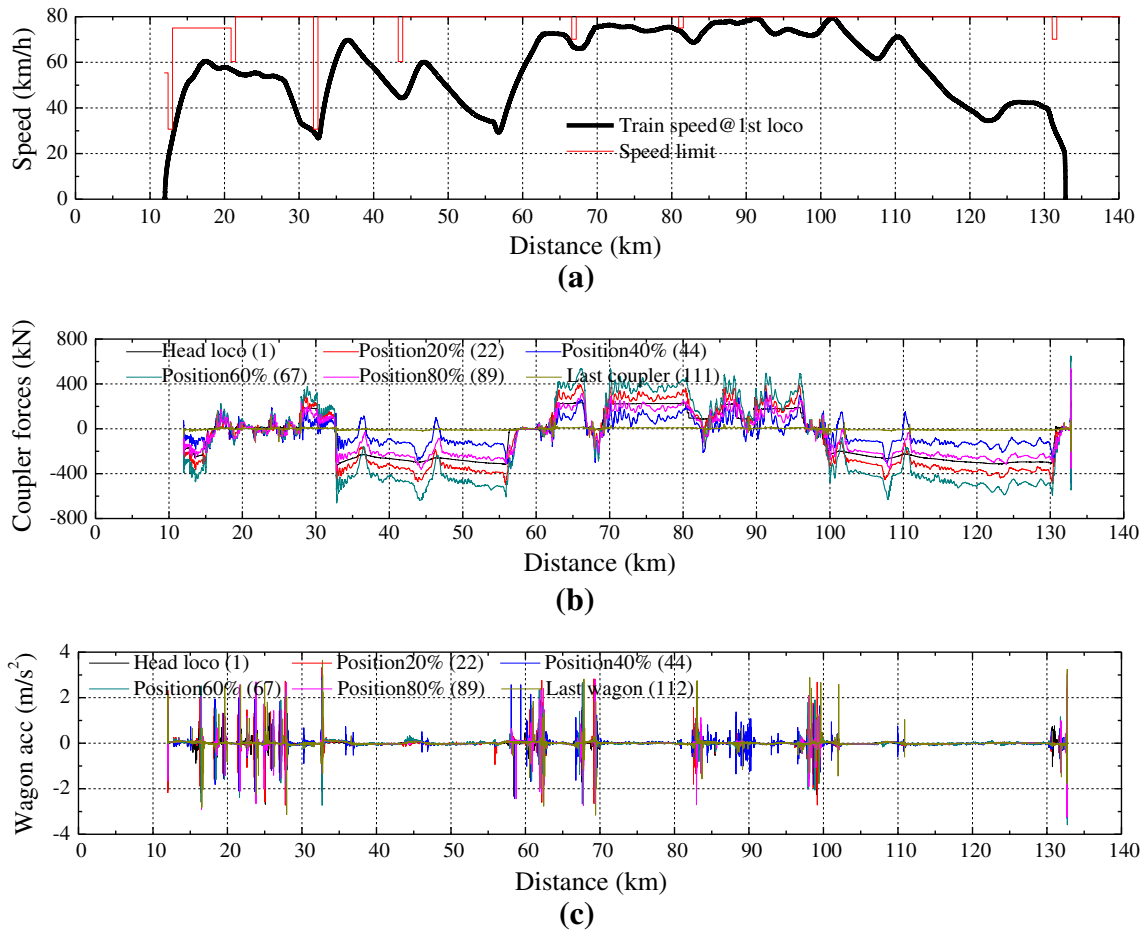 80
60
40
20
0
Speed (km/h)
Train speed@1st loco
Speed limit
0 10 20 30 40 50 60 70 80 90 100 110 120 130 140
Distance (km)
(a)
800
400
0
-400
-800
Coupler forces (kN)
Head loco (1) Position20% (22) Position40% (44)
Position60% (67) Position80% (89) Last coupler (111)
0 10 20 30 40 50 60 70 80 90 100 110 120 130 140
Distance (km)
(b)
4
2
0
-2
-4
Wagon acc (m/s²)
Head loco (1) Position20% (22) Position40% (44)
Position60% (67) Position80% (89) Last wagon (112)
0 10 20 30 40 50 60 70 80 90 100 110 120 130 140
Distance (km)
(c)